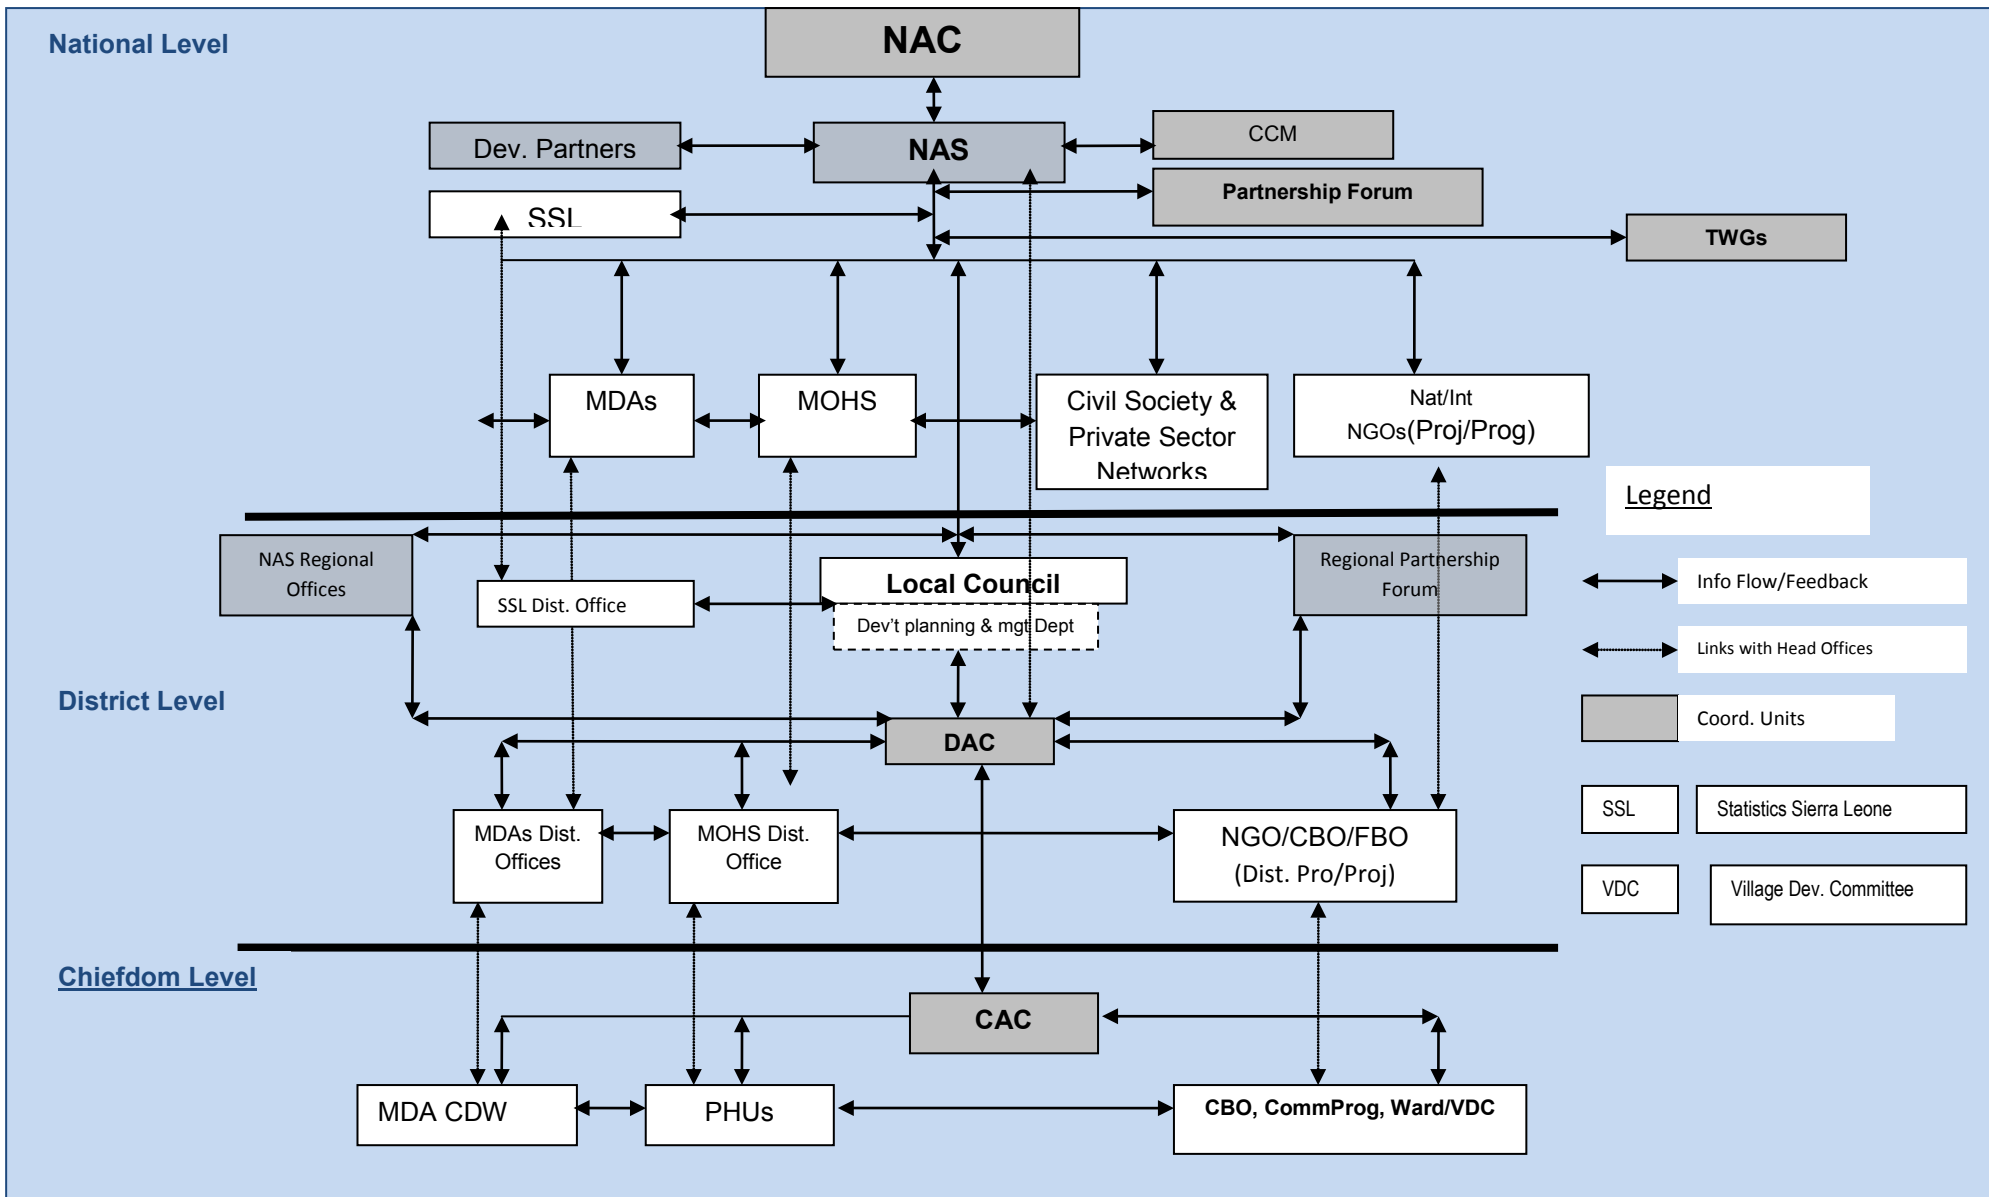 National Level
NAC
Dev. Partners
NAS
CCM
Partnership Forum
SSL
TWGs
MDAs
MOHS
Civil Society &
Private Sector
Networks
Nat/Int
NGOs(Proj/Prog)
Legend
NAS Regional
Offices
SSL Dist. Office
Local Council
Dev't planning & mgt Dept
Regional Partnership
Forum
Info Flow/Feedback
Links with Head Offices
District Level
DAC
Coord. Units
MDAs Dist.
Offices
MOHS Dist.
Office
NGO/CBO/FBO
(Dist. Pro/Proj)
SSL
Statistics Sierra Leone
VDC
Village Dev. Committee
Chiefdom Level
CAC
MDA CDW
PHUs
CBO, CommProg, Ward/VDC